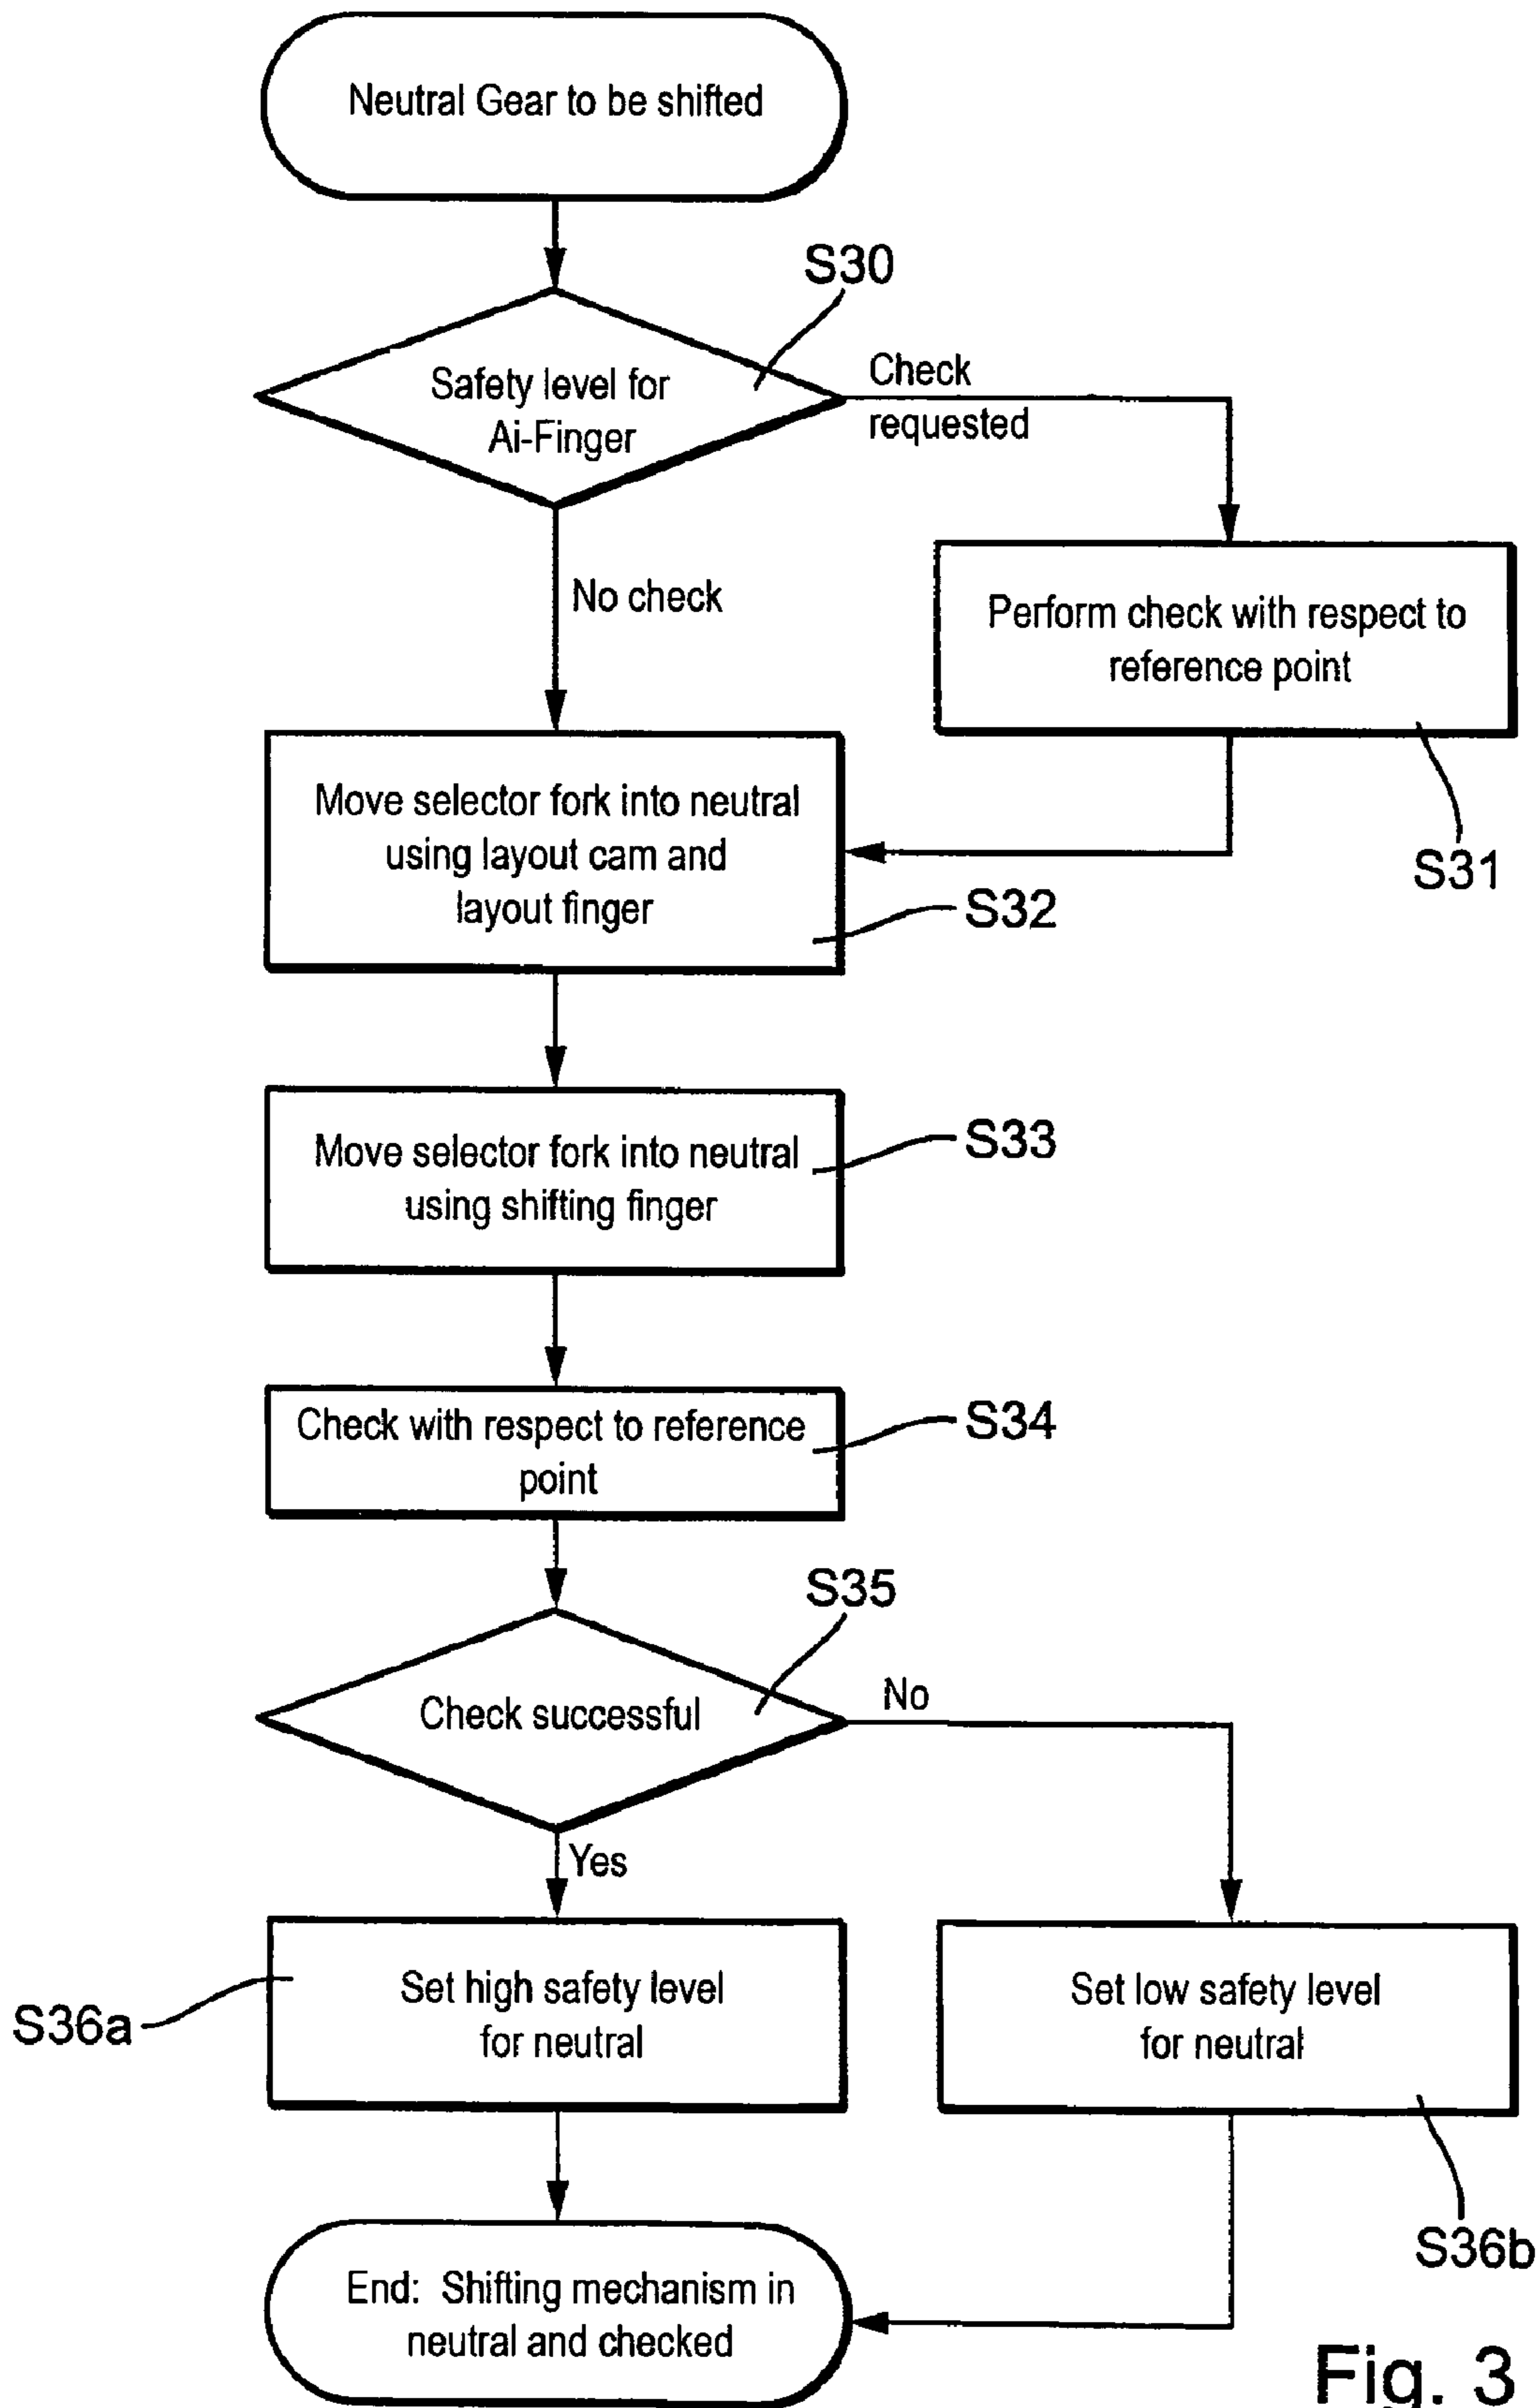 Neutral Gear to be shifted
S30
Safety level for
Ai-Finger
Check
requested
No check
Perform check with respect to
reference point
S31
Move selector fork into neutral
using layout cam and
layout finger
S32
Move selector fork into neutral
using shifting finger
S33
Check with respect to reference
point
S34
S35
Check successful
No
Yes
Set high safety level
for neutral
S36a
Set low safety level
for neutral
S36b
End: Shifting mechanism in
neutral and checked
Fig. 3